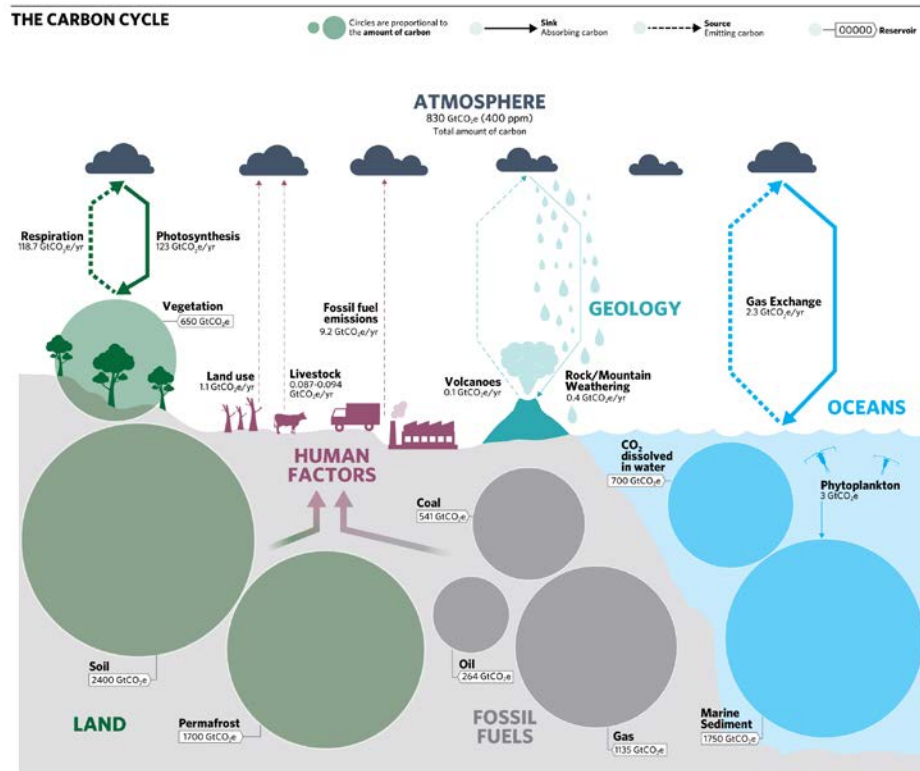 THE CARBON CYCLE
Circles are proportional to
the amount of carbon
Sink
Absorbing carbon
Source
Emitting carbon
00000 Reservoir
ATMOSPHERE
830 GtCO₂e (400 ppm)
Total amount of carbon
Respiration
118.7 GtCO₂e/yr
Photosynthesis
123 GtCO₂e/yr
Vegetation
650 GtCO₂e
Land use
1.1 GtCO₂e/yr
Livestock
0.087-0.094
GtCO₂e/yr
Fossil fuel
emissions
9.2 GtCO₂e/yr
GEOLOGY
Volcanoes
0.1 GtCO₂e/yr
Rock/Mountain
Weathering
0.4 GtCO₂e/yr
Gas Exchange
2.3 GtCO₂e/yr
OCEANS
HUMAN
FACTORS
CO₂
dissolved
in water
700 GtCO₂e
Phytoplankton
3 GtCO₂e
Coal
541 GtCO₂e
Oil
264 GtCO₂e
Soil
2400 GtCO₂e
LAND
Permafrost
1700 GtCO₂e
FOSSIL
FUELS
Gas
1135 GtCO₂e
Marine
Sediment
1750 GtCO₂e